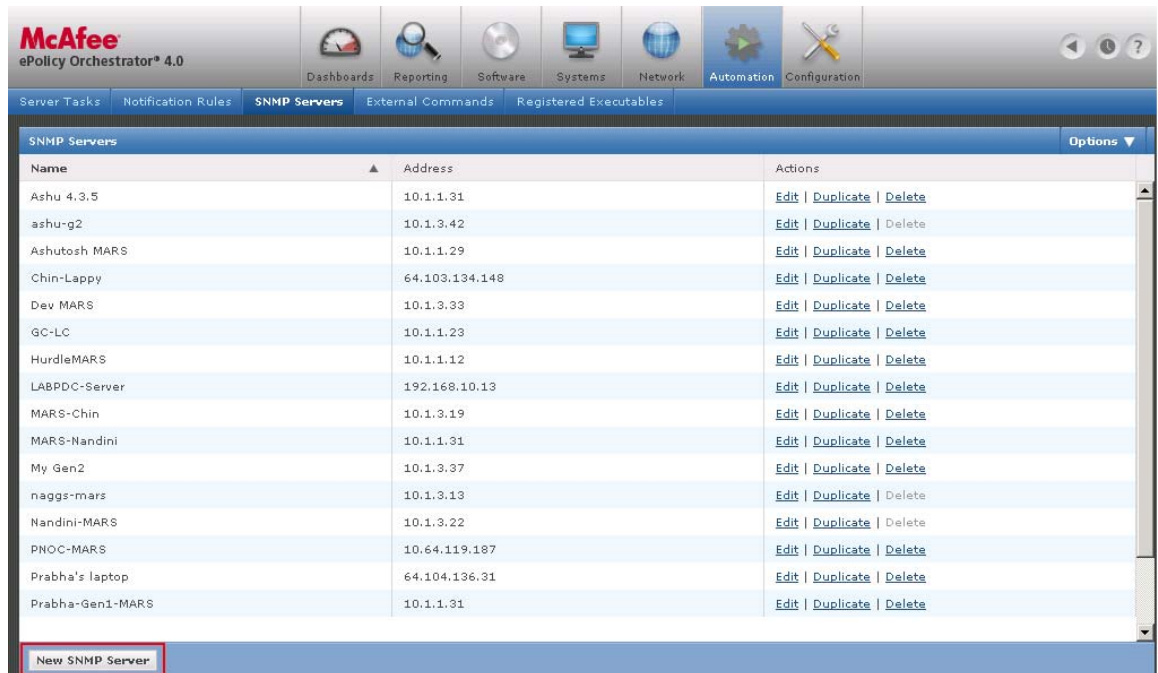 McAfee
ePolicy Orchestrator® 4.0
Dashboards Reporting Software Systems Network Automation Configuration
?
Server Tasks Notification Rules SNMP Servers External Commands Registered Executables
SNMP Servers Options ▼
Name ▲ Address Actions
Ashu 4.3.5 10.1.1.31 Edit | Duplicate | Delete
ashu-g2 10.1.3.42 Edit | Duplicate | Delete
Ashutosh MARS 10.1.1.29 Edit | Duplicate | Delete
Chin-Lappy 64.103.134.148 Edit | Duplicate | Delete
Dev MARS 10.1.3.33 Edit | Duplicate | Delete
GC-LC 10.1.1.23 Edit | Duplicate | Delete
HurdleMARS 10.1.1.12 Edit | Duplicate | Delete
LABPDC-Server 192.168.10.13 Edit | Duplicate | Delete
MARS-Chin 10.1.3.19 Edit | Duplicate | Delete
MARS-Nandini 10.1.1.31 Edit | Duplicate | Delete
My Gen2 10.1.3.37 Edit | Duplicate | Delete
naggs-mars 10.1.3.13 Edit | Duplicate | Delete
Nandini-MARS 10.1.3.22 Edit | Duplicate | Delete
PNOC-MARS 10.64.119.187 Edit | Duplicate | Delete
Prabha's laptop 64.104.136.31 Edit | Duplicate | Delete
Prabha-Gen1-MARS 10.1.1.31 Edit | Duplicate | Delete
New SNMP Server